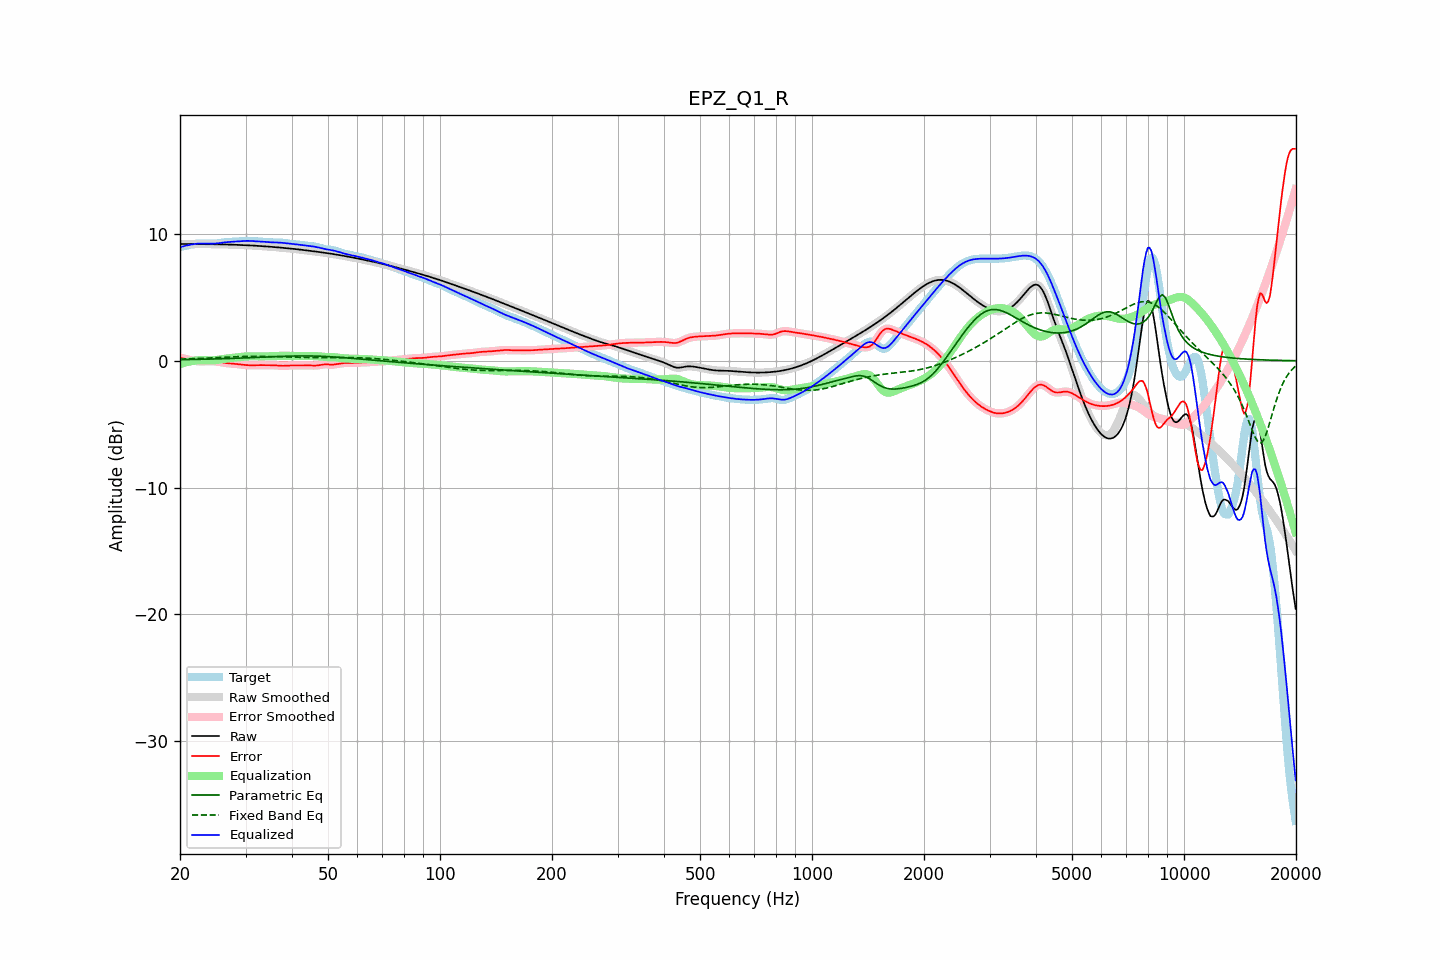 EPZ_Q1_R
10
0
−10
−20
−30
Amplitude (dBr)
Target
Raw Smoothed
Error Smoothed
Raw
Error
Equalization
Parametric Eq
Fixed Band Eq
Equalized
20 50 100 200 500 1000 2000 5000 10000 20000
Frequency (Hz)